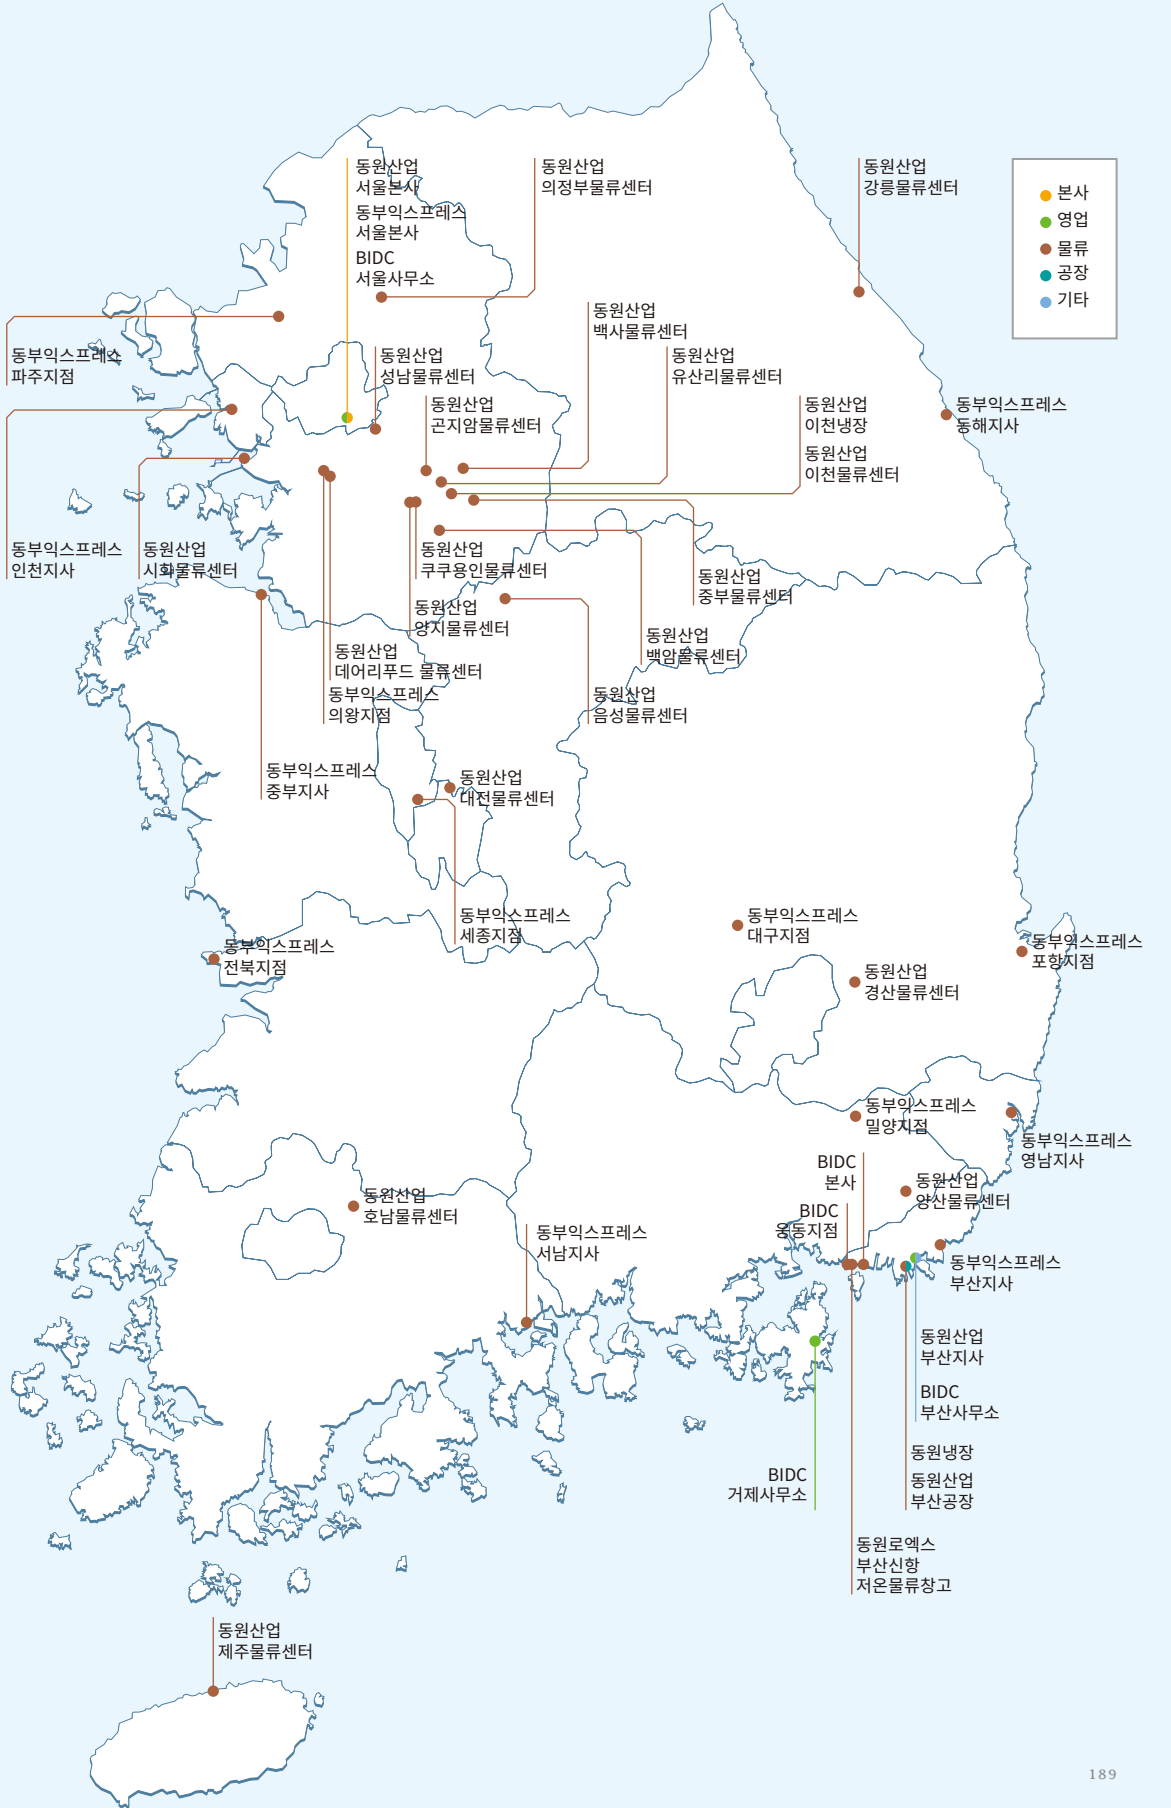 동원산업
서울본사
동부익스프레스
서울본사
BIDC
서울사무소
동원산업
의정부물류센터
동원산업
강릉물류센터
본사
영업
물류
공장
기타
동원산업
백사물류센터
동부익스프레스
파주지점
동원산업
성남물류센터
동원산업
유산리물류센터
동원산업
곤지암물류센터
동원산업
이천냉장
동원산업
이천물류센터
동부익스프레스
동해지사
동부익스프레스
인천지사
동원산업
시화물류센터
동원산업
쿠쿠용인물류센터
동원산업
중부물류센터
동원산업
양지물류센터
동원산업
백암물류센터
동원산업
데어리푸드 물류센터
동부익스프레스
의왕지점
동원산업
음성물류센터
동부익스프레스
중부지사
동원산업
대전물류센터
동부익스프레스
세종지점
동부익스프레스
대구지점
동부익스프레스
포항지점
동부익스프레스
전북지점
동원산업
경산물류센터
동부익스프레스
밀양지점
동부익스프레스
영남지사
BIDC
본사
동원산업
양산물류센터
동원산업
호남물류센터
BIDC
웅동지점
동부익스프레스
서남지사
동부익스프레스
부산지사
동원산업
부산지사
BIDC
부산사무소
동원냉장
동원산업
부산공장
BIDC
거제사무소
동원로엑스
부산신항
저온물류창고
동원산업
제주물류센터
189